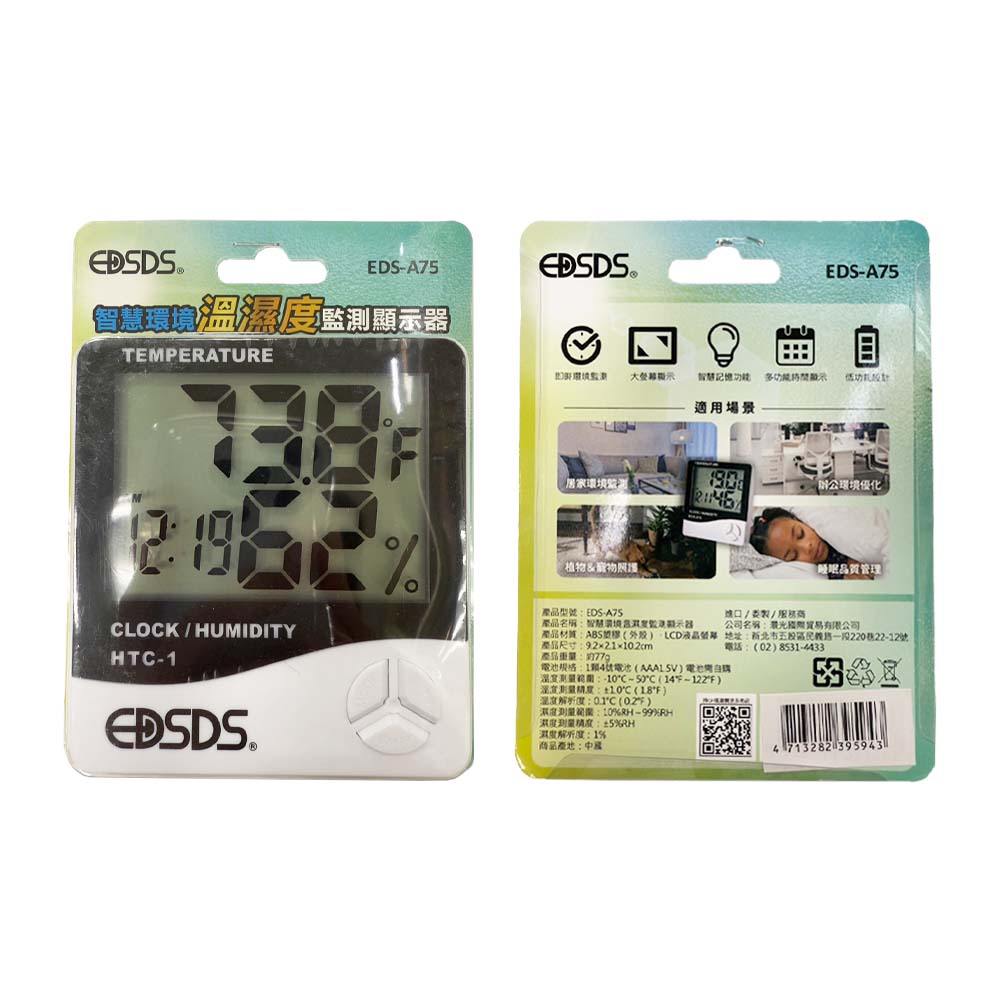 EDSDS®
EDS-A75
智慧環境溫濕度監測顯示器
TEMPERATURE
73.8°F
M
12:19
62%
CLOCK / HUMIDITY
HTC-1
EDSDS®
EDSDS®
EDS-A75
即時環境監測 大螢幕顯示 智慧記憶功能 多功能時間顯示 低功耗設計
適用場景
居家環境監測
辦公環境優化
TEMPERATURE
19.0
21:11 46%
CLOCK / HUMIDITY
植物&寵物照護
睡眠品質管理
產品型號:EDS-A75
產品名稱:智慧環境溫濕度監測顯示器
產品材質:ABS塑膠(外殼)、LCD液晶螢幕
產品尺寸:9.2×2.1×10.2cm
產品重量:約77g
電池規格:1顆4號電池(AAA1.5V)電池需自購
溫度測量範圍:-10°C~50°C(14°F~122°F)
溫度測量精度:±1.0°C(1.8°F)
溫度解析度:0.1°C(0.2°F)
濕度測量範圍:10%RH~99%RH
濕度測量精度:±5%RH
濕度解析度:1%
商品產地:中國
進口/委製/服務商
公司名稱:景光國際貿易有限公司
地址:新北市五股區民義路一段220巷22-12號
電話:(02)8531-4433
4 713282 395943